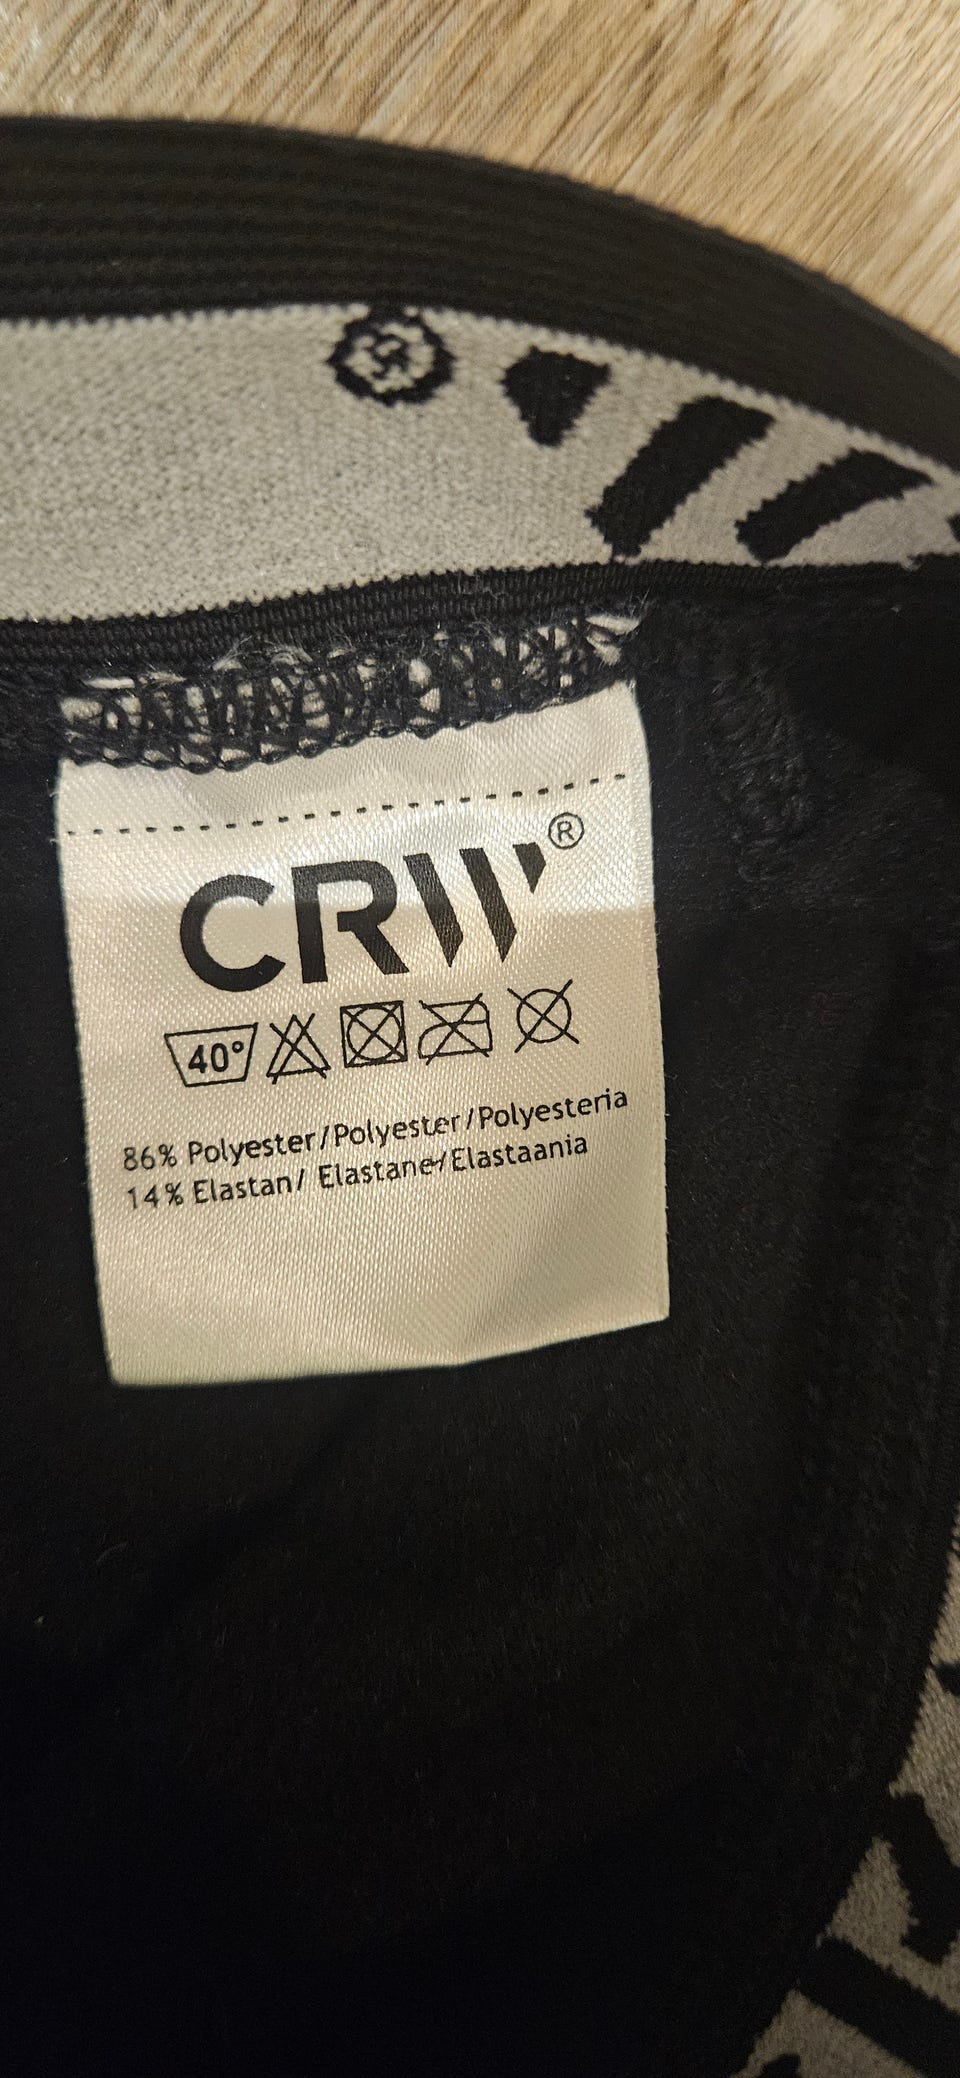 ®
CRW®
40°
86% Polyester/Polyester/Polyesteria
14% Elastan/ Elastane/Elastaania